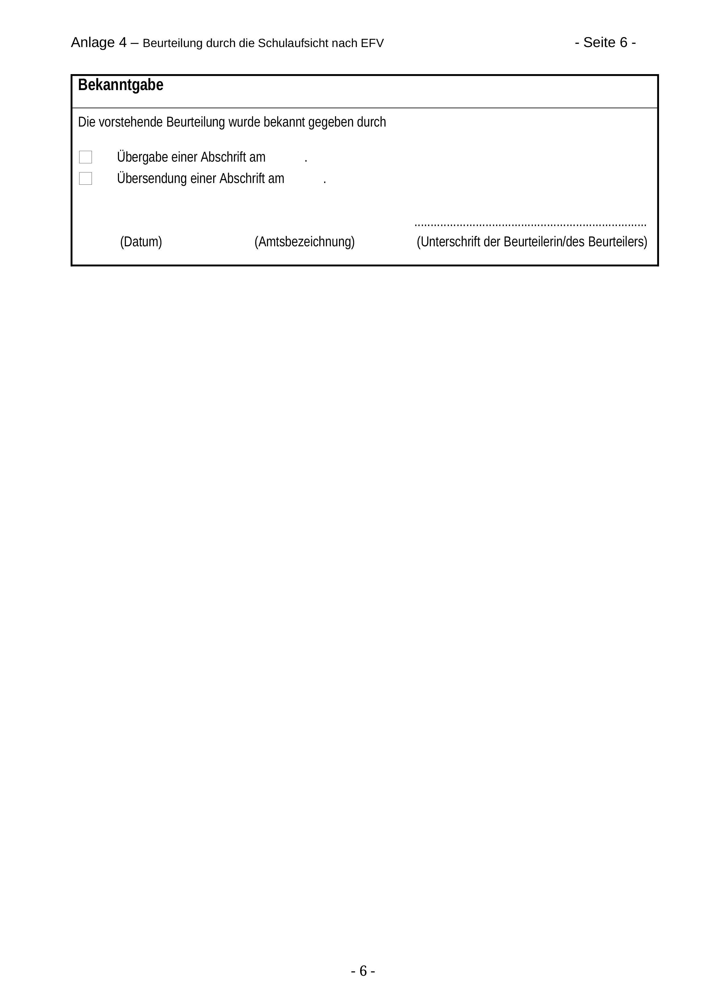 Anlage 4 – Beurteilung durch die Schulaufsicht nach EFV - Seite 6 -
Bekanntgabe
Die vorstehende Beurteilung wurde bekannt gegeben durch
Übergabe einer Abschrift am .
Übersendung einer Abschrift am .
........................................................................
(Datum) (Amtsbezeichnung) (Unterschrift der Beurteilerin/des Beurteilers)
- 6 -